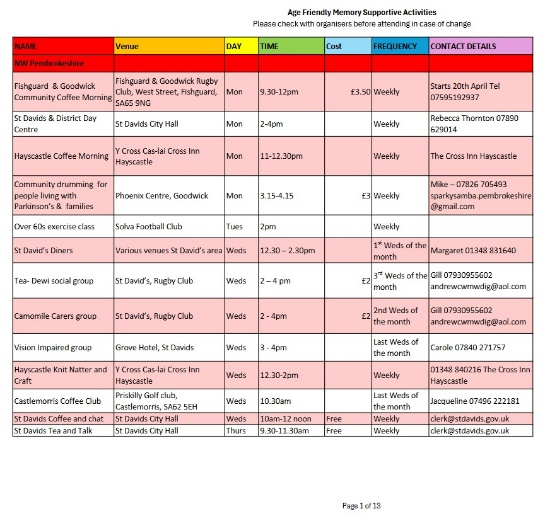 Age Friendly Memory Supportive Activities
Please check with organisers before attending in case of change
NAME Venue DAY TIME Cost FREQUENCY CONTACT DETAILS
NW Pembrokeshire
Fishguard & Goodwick Community Coffee Morning Fishguard & Goodwick Rugby Club, West Street, Fishguard, SA65 9NG Mon 9.30-12pm £3.50 Weekly Starts 20th April Tel 07595192937
St Davids & District Day Centre St Davids City Hall Mon 2-4pm Weekly Rebecca Thornton 07890 629014
Hayscastle Coffee Morning Y Cross Cas-lai Cross Inn Hayscastle Mon 11-12.30pm Weekly The Cross Inn Hayscastle
Community drumming for people living with Parkinson's & families Phoenix Centre, Goodwick Mon 3.15-4.15 £3 Weekly Mike – 07826 705493 sparkysamba.pembrokeshire@gmail.com
Over 60s exercise class Solva Football Club Tues 2pm Weekly
St David's Diners Various venues St David's area Weds 12.30 – 2.30pm 1st Weds of the month Margaret 01348 831640
Tea- Dewi social group St David's, Rugby Club Weds 2 – 4 pm £2 3rd Weds of the month Gill 07930955602 andrewcwmwdig@aol.com
Camomile Carers group St David's, Rugby Club Weds 2 - 4pm £2 2nd Weds of the month Gill 07930955602 andrewcwmwdig@aol.com
Vision Impaired group Grove Hotel, St Davids Weds 3 - 4pm Last Weds of the month Carole 07840 271757
Hayscastle Knit Natter and Craft Y Cross Cas-lai Cross Inn Hayscastle Weds 12.30-2pm Weekly 01348 840216 The Cross Inn Hayscastle
Castlemorris Coffee Club Priskilly Golf club, Castlemorris, SA62 5EH Weds 10.30am Last Weds of the month Jacqueline 07496 222181
St Davids Coffee and chat St Davids City Hall Weds 10am-12 noon Free Weekly clerk@stdavids.gov.uk
St Davids Tea and Talk St Davids City Hall Thurs 9.30-11.30am Free Weekly clerk@stdavids.gov.uk
Page 1 of 13